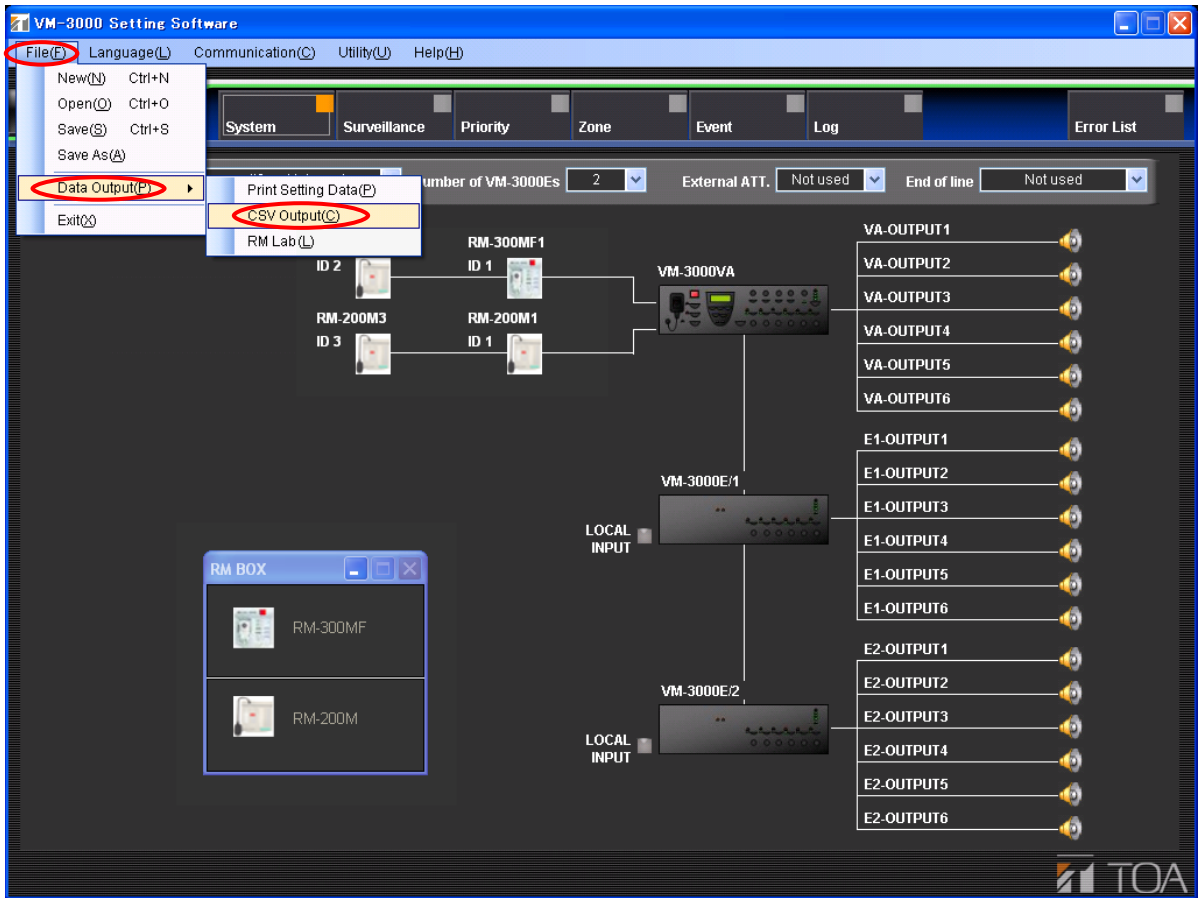 VM-3000 Setting Software
File(F) Language(L) Communication(C) Utility(U) Help(H)
New(N) Ctrl+N
Open(O) Ctrl+O
Save(S) Ctrl+S
Save As(A)
Data Output(P)
Exit(X)
Print Setting Data(P)
CSV Output(C)
RM Lab(L)
System Surveillance Priority Zone Event Log Error List
umber of VM-3000Es 2 External ATT. Not used End of line Not used
RM-300MF1
ID 2 ID 1
RM-200M3 RM-200M1
ID 3 ID 1
VM-3000VA
VA-OUTPUT1
VA-OUTPUT2
VA-OUTPUT3
VA-OUTPUT4
VA-OUTPUT5
VA-OUTPUT6
VM-3000E/1
LOCAL
INPUT
E1-OUTPUT1
E1-OUTPUT2
E1-OUTPUT3
E1-OUTPUT4
E1-OUTPUT5
E1-OUTPUT6
RM BOX
RM-300MF
RM-200M
VM-3000E/2
LOCAL
INPUT
E2-OUTPUT1
E2-OUTPUT2
E2-OUTPUT3
E2-OUTPUT4
E2-OUTPUT5
E2-OUTPUT6
TOA